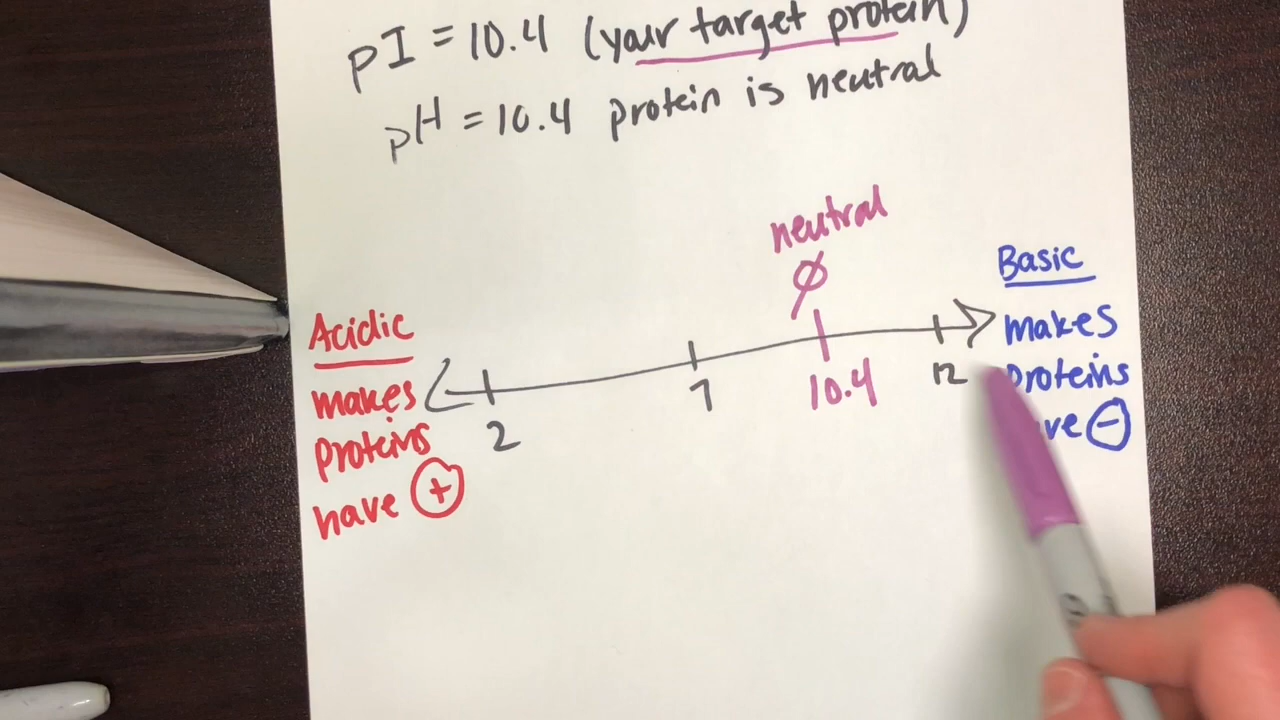 pI = 10.4 (your target protein)
pH = 10.4 protein is neutral
neutral
Ø
Basic
makes
proteins
Acidic
makes
proteins
have +
2
7
10.4
12
-